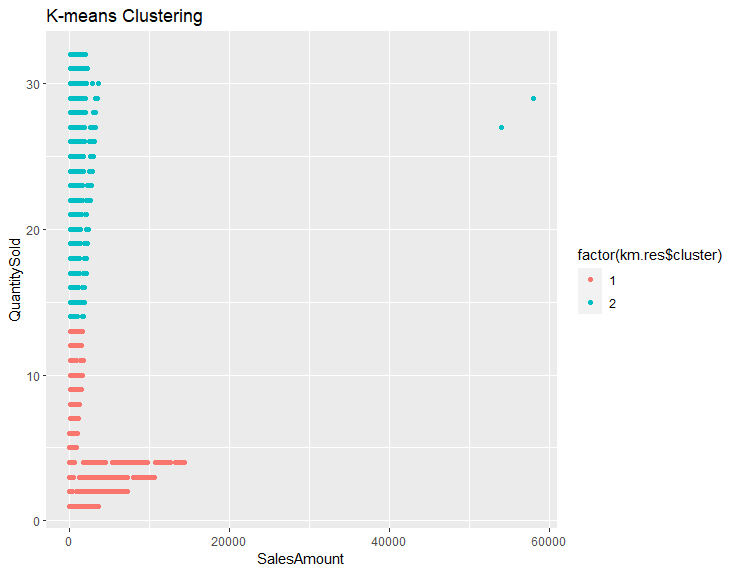 K-means Clustering
30
20
10
0
QuantitySold
0
20000
40000
60000
SalesAmount
factor(km.res$cluster)
1
2